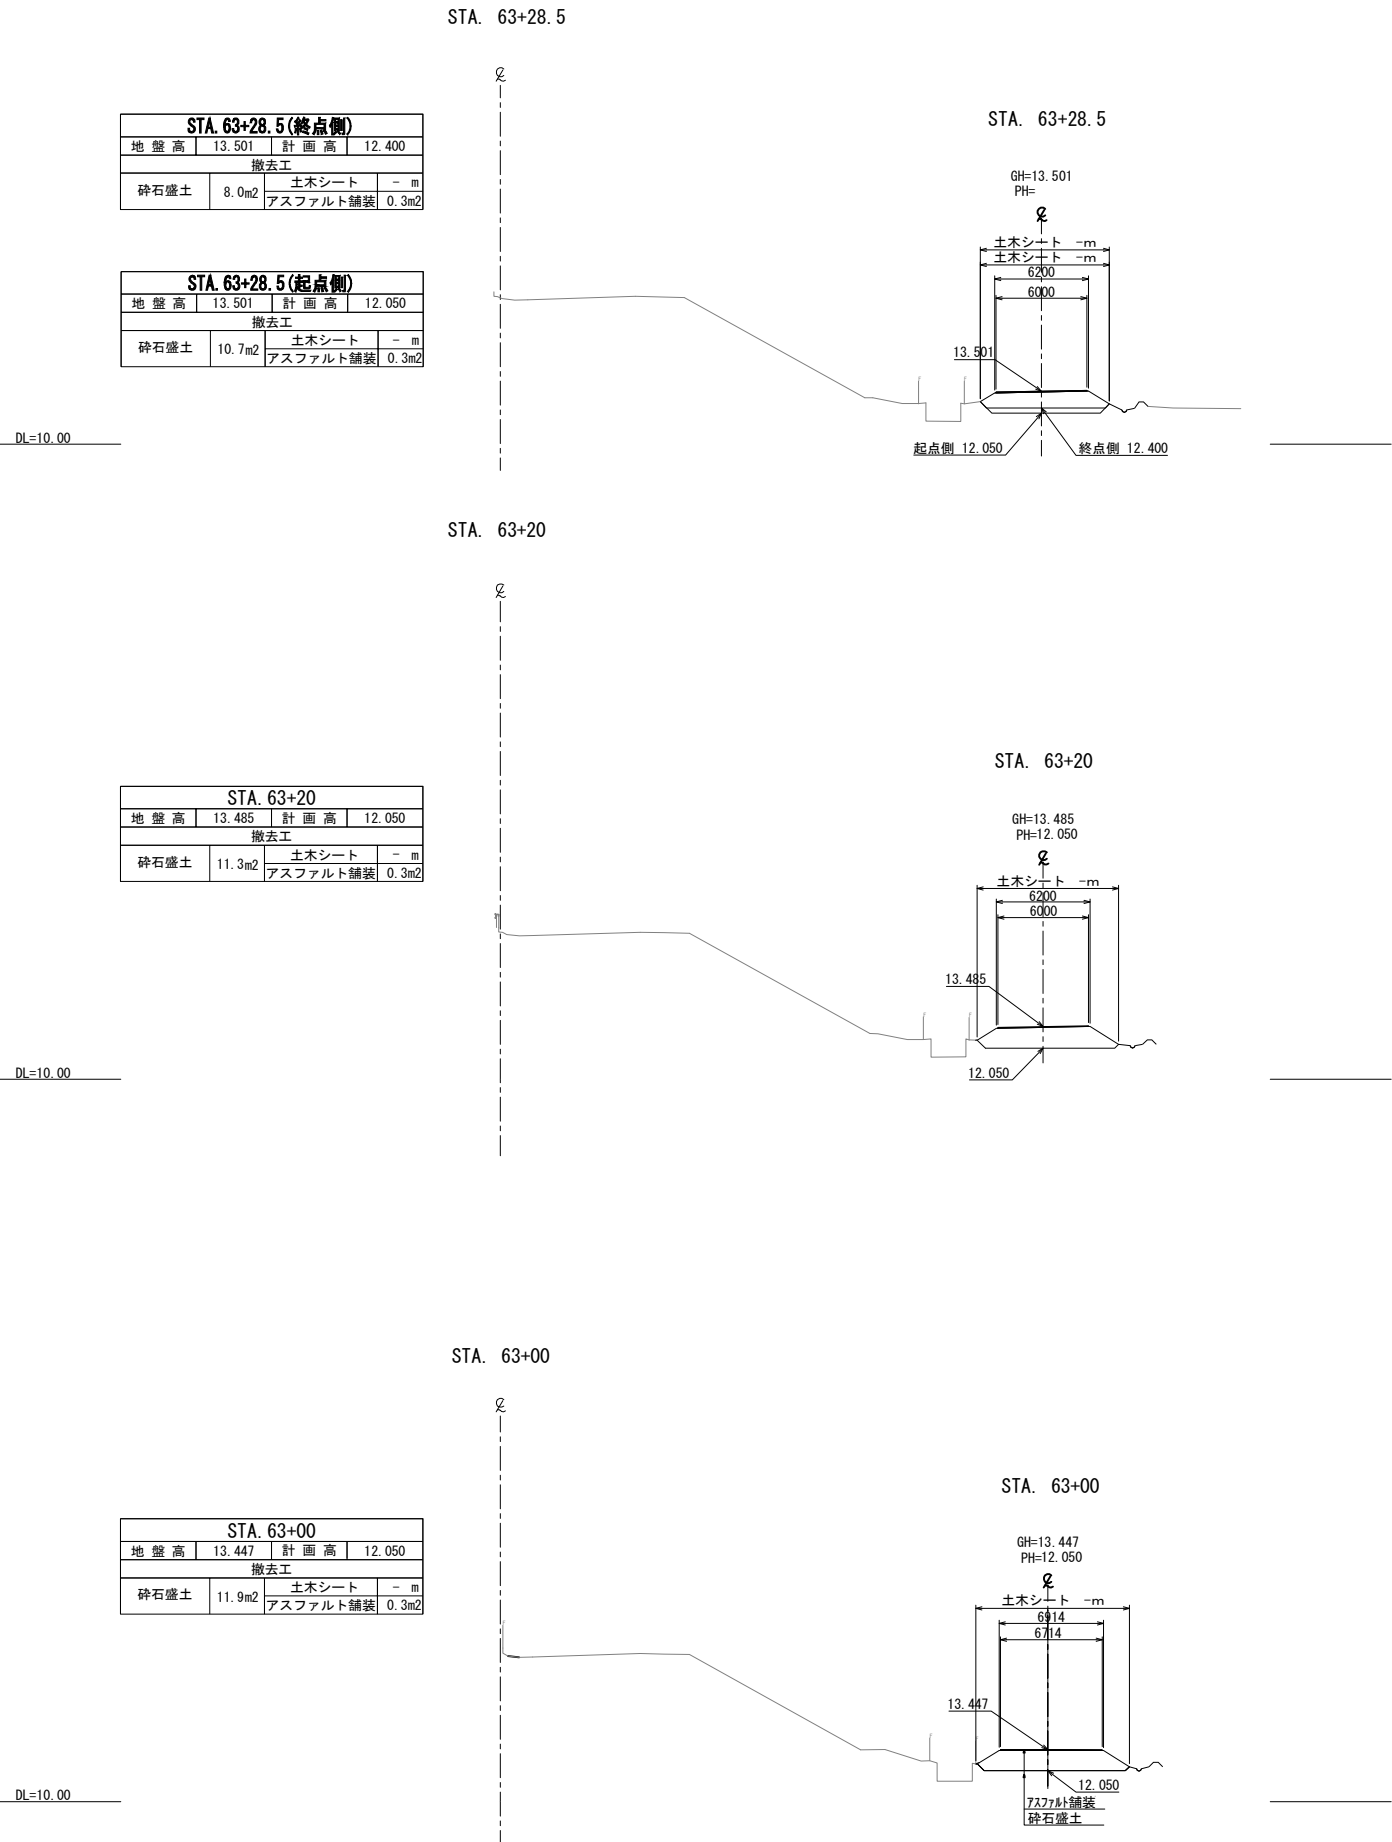 STA. 63+28.5
℄
STA.63+28.5(終点側)
地 盤 高 13.501 計 画 高 12.400
撤去工
砕石盛土 8.0m2 土木シート - m
アスファルト舗装 0.3m2
STA. 63+28.5
GH=13.501
PH=
℄
土木シート -m
土木シート -m
6200
6000
STA.63+28.5(起点側)
地 盤 高 13.501 計 画 高 12.050
撤去工
砕石盛土 10.7m2 土木シート - m
アスファルト舗装 0.3m2
13.501
DL=10.00
起点側 12.050 終点側 12.400
STA. 63+20
℄
STA. 63+20
STA.63+20
地 盤 高 13.485 計 画 高 12.050
撤去工
砕石盛土 11.3m2 土木シート - m
アスファルト舗装 0.3m2
GH=13.485
PH=12.050
℄
土木シート -m
6200
6000
13.485
12.050
DL=10.00
STA. 63+00
℄
STA. 63+00
STA.63+00
地 盤 高 13.447 計 画 高 12.050
撤去工
砕石盛土 11.9m2 土木シート - m
アスファルト舗装 0.3m2
GH=13.447
PH=12.050
℄
土木シート -m
6914
6714
13.447
12.050
DL=10.00
ｱｽﾌｧﾙﾄ舗装
砕石盛土